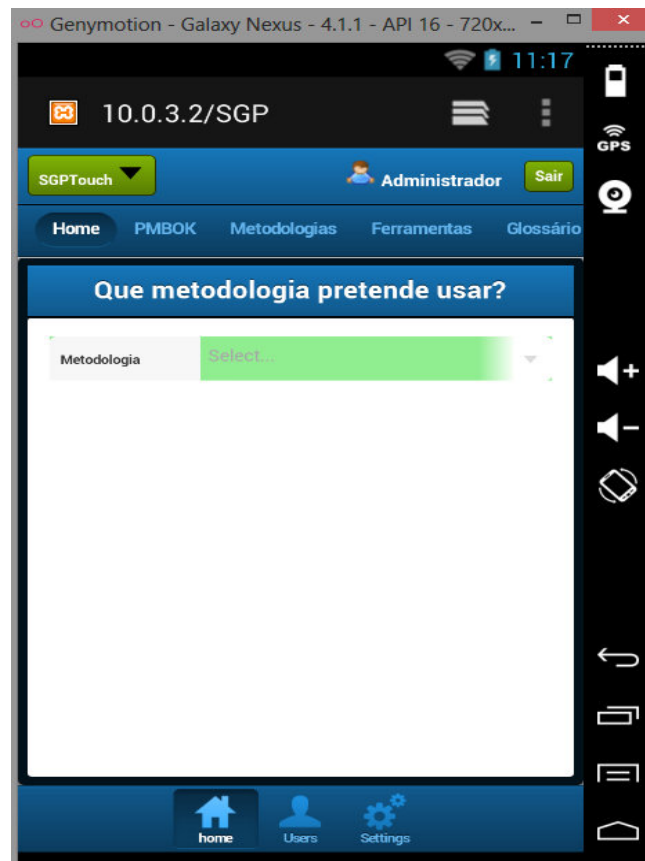 Genymotion - Galaxy Nexus - 4.1.1 - API 16 - 720x...
11:17
10.0.3.2/SGP
GPS
SGPTouch
Administrador
Sair
Home PMBOK Metodologias Ferramentas Glossário
Que metodologia pretende usar?
Metodologia
Select...
home Users Settings